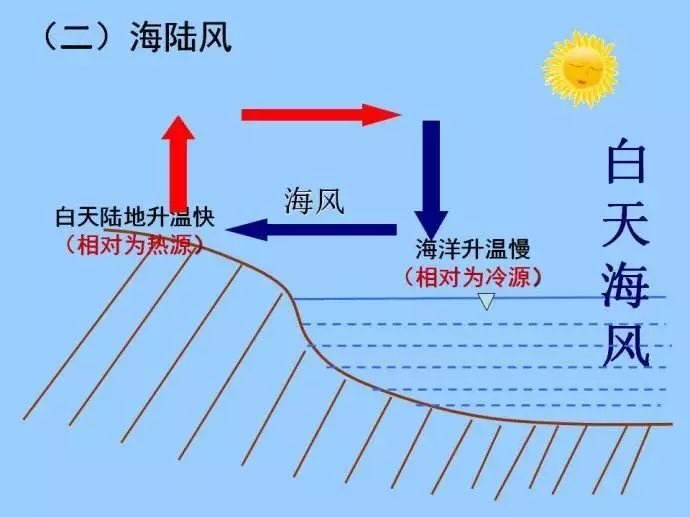 （二）海陆风
海风
白天陆地升温快
（相对为热源）
海洋升温慢
（相对为冷源）
白天海风